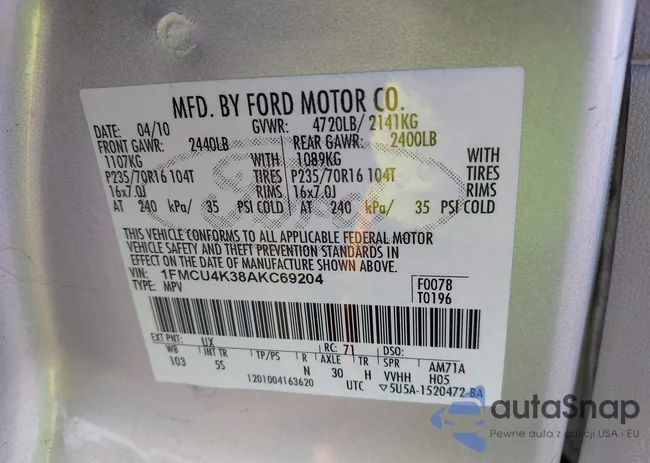 MFD. BY FORD MOTOR CO.
DATE: 04/10 GVWR: 4720LB/ 2141KG
FRONT GAWR: 2440LB REAR GAWR: 2400LB
1107KG WITH 1089KG WITH
P235/70R16 104T TIRES P235/70R16 104T TIRES
16x7.0J RIMS 16x7.0J RIMS
AT 240 kPa/ 35 PSI COLD AT 240 kPa/ 35 PSI COLD
THIS VEHICLE CONFORMS TO ALL APPLICABLE FEDERAL MOTOR
VEHICLE SAFETY AND THEFT PREVENTION STANDARDS IN
EFFECT ON THE DATE OF MANUFACTURE SHOWN ABOVE.
VIN: 1FMCU4K38AKC69204 F0078
TYPE: MPV T0196
EXT PNT: UX RC: 71 DSO:
WB INT TR TP/PS R AXLE TR SPR AM71A
103 5S N 30 H VVHH H05
1201004163620 UTC ▽5U5A-1520472-BA
autaSnap
Pewne auta z aukcji USA i EU